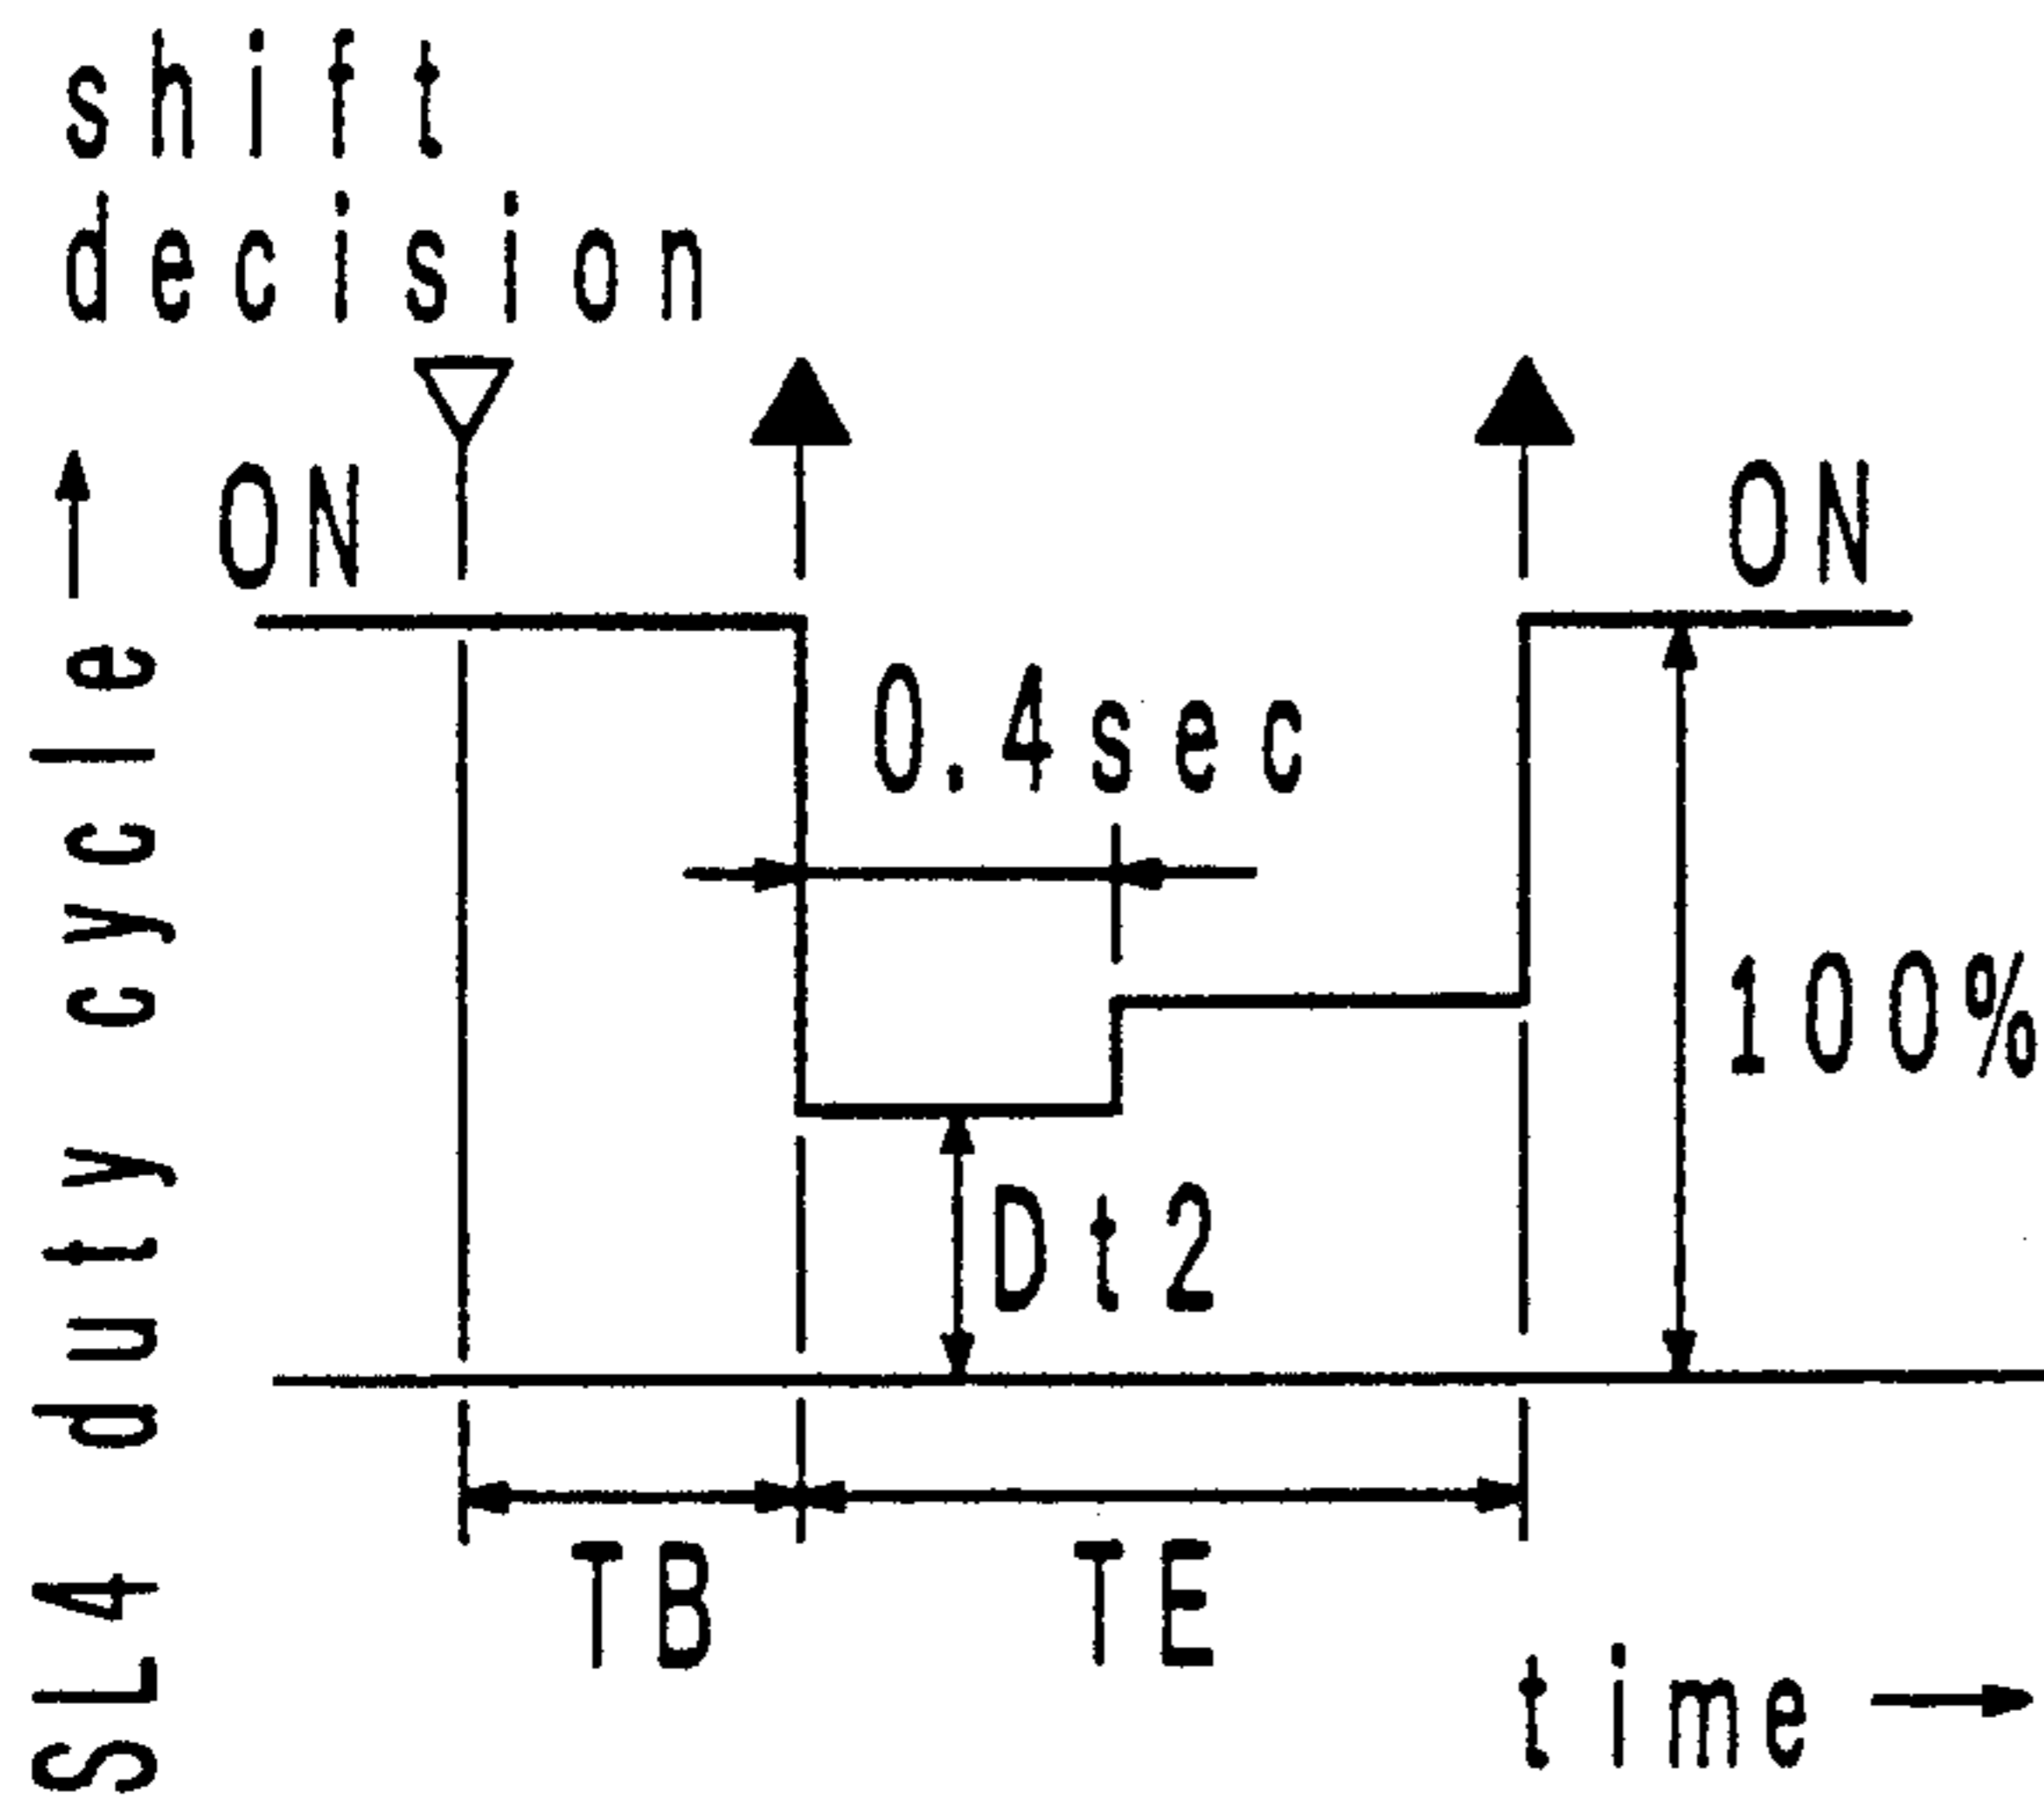 shift
decision
ON
ON
0.4sec
100%
Dt2
TB
TE
time
SL4 duty cycle